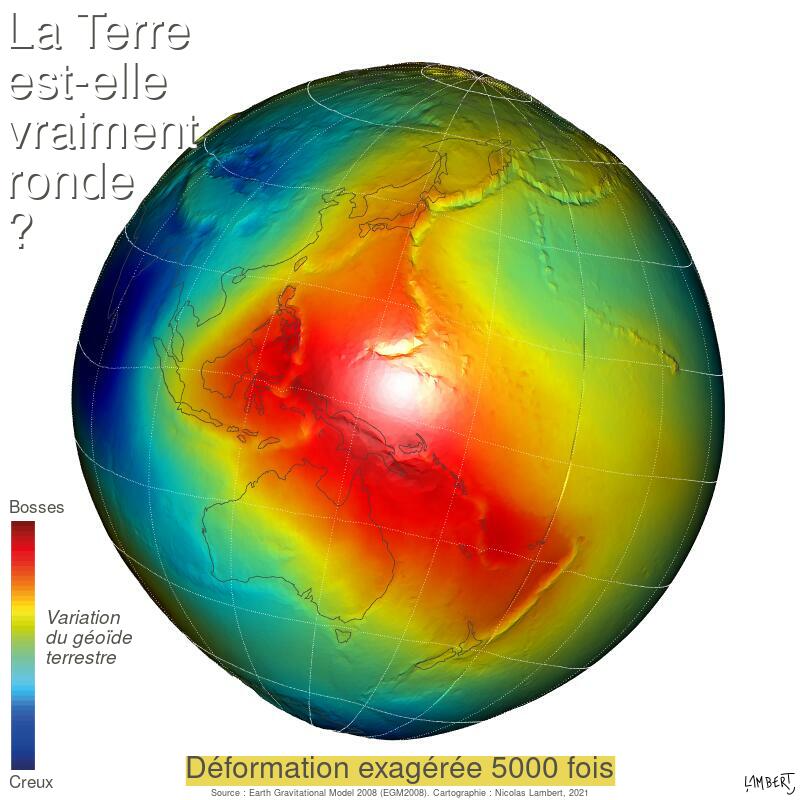 La Terre
est-elle
vraiment
ronde
?
Bosses
Variation
du géoïde
terrestre
Creux
Déformation exagérée 5000 fois
Source : Earth Gravitational Model 2008 (EGM2008). Cartographie : Nicolas Lambert, 2021
LAMBERT